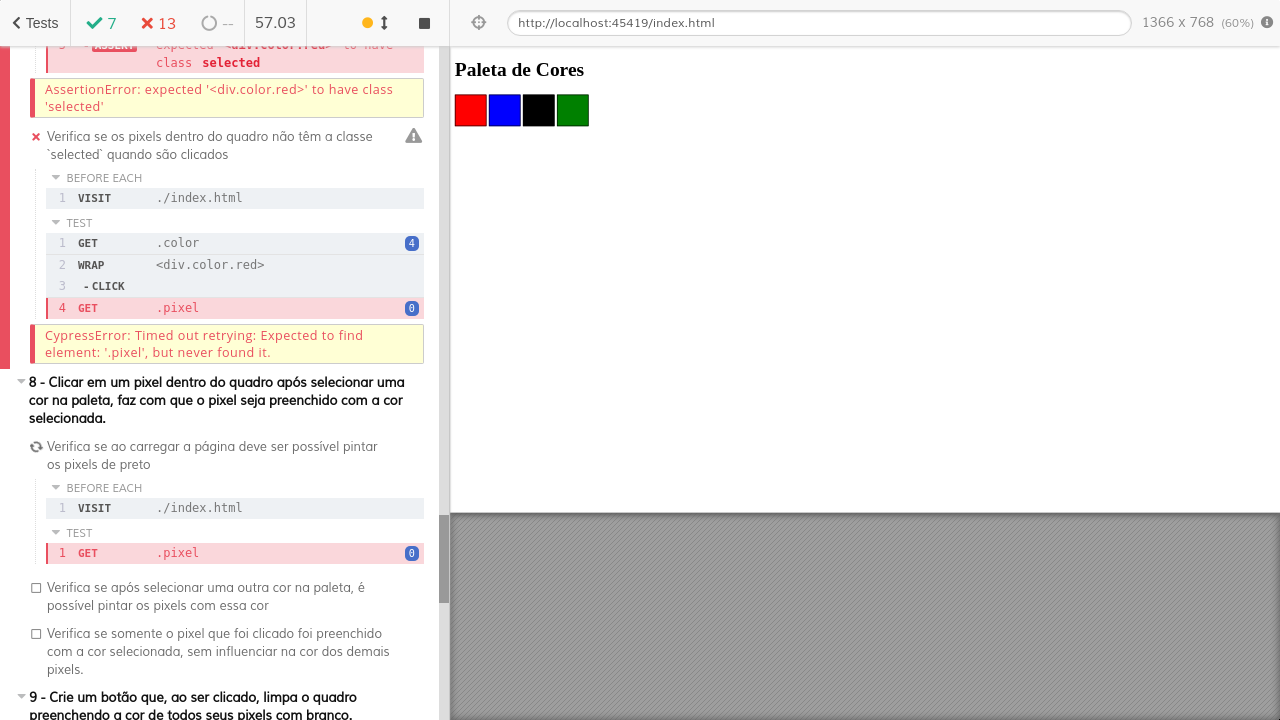 Tests 7 13 -- 57.03
http://localhost:45419/index.html 1366 x 768 (60%)
- ASSERT expected <div.color.red> to have
class selected
AssertionError: expected '<div.color.red>' to have class
'selected'
Verifica se os pixels dentro do quadro não têm a classe
`selected` quando são clicados
BEFORE EACH
1 VISIT ./index.html
TEST
1 GET .color 4
2 WRAP <div.color.red>
3 - CLICK
4 GET .pixel 0
CypressError: Timed out retrying: Expected to find
element: '.pixel', but never found it.
8 - Clicar em um pixel dentro do quadro após selecionar uma
cor na paleta, faz com que o pixel seja preenchido com a cor
selecionada.
Verifica se ao carregar a página deve ser possível pintar
os pixels de preto
BEFORE EACH
1 VISIT ./index.html
TEST
1 GET .pixel 0
Verifica se após selecionar uma outra cor na paleta, é
possível pintar os pixels com essa cor
Verifica se somente o pixel que foi clicado foi preenchido
com a cor selecionada, sem influenciar na cor dos demais
pixels.
9 - Crie um botão que, ao ser clicado, limpa o quadro
preenchendo a cor de todos seus pixels com branco.
Paleta de Cores